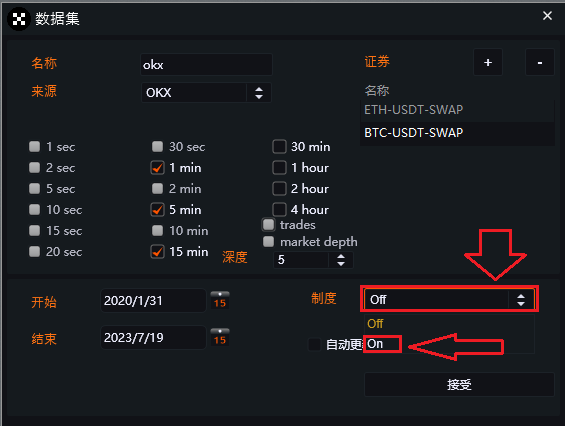 数据集
名称 okx 证券 + -
来源 OKX 名称
ETH-USDT-SWAP
BTC-USDT-SWAP
1 sec 30 sec 30 min
2 sec 1 min 1 hour
5 sec 2 min 2 hour
10 sec 5 min 4 hour
15 sec 10 min trades
20 sec 15 min market depth
深度 5
开始 2020/1/31 15 制度 Off
Off
结束 2023/7/19 15 自动更 On
接受